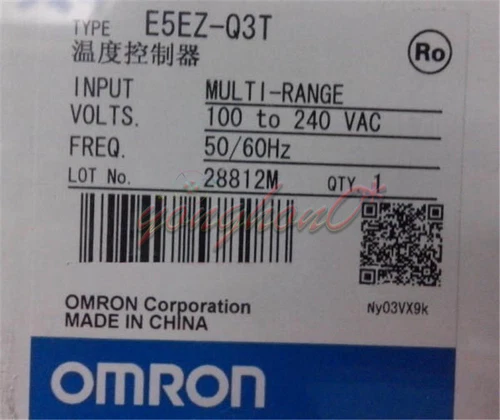 TYPE E5EZ-Q3T
温度控制器
Ro
INPUT MULTI-RANGE
VOLTS. 100 to 240 VAC
FREQ. 50/60Hz
LOT No. 28812M QTY 1
yonghong
Ny03VX9k
OMRON Corporation
MADE IN CHINA
OMRON